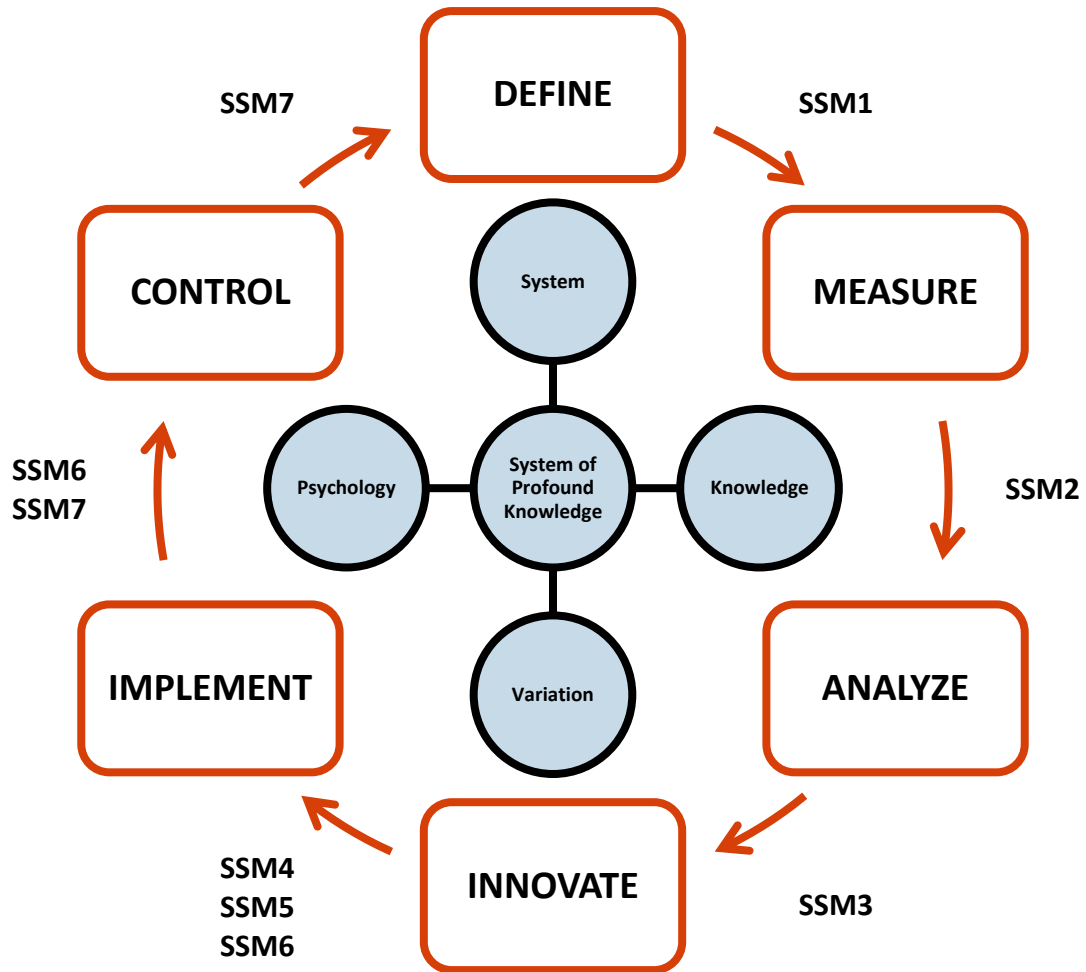 DEFINE
SSM7
SSM1
CONTROL
System
MEASURE
SSM6
SSM7
Psychology
System of
Profound
Knowledge
Knowledge
SSM2
IMPLEMENT
Variation
ANALYZE
SSM4
SSM5
SSM6
INNOVATE
SSM3